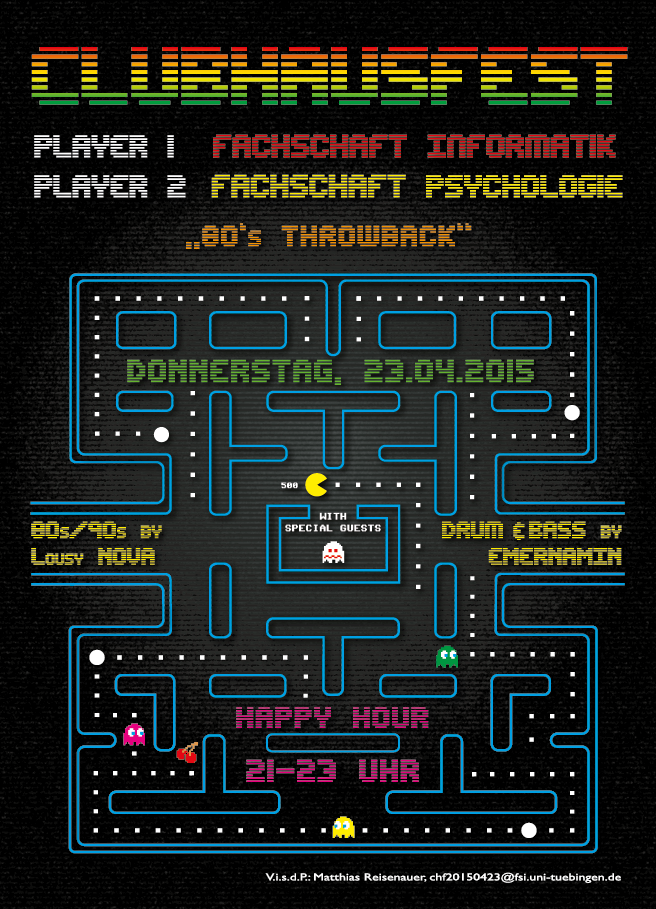 CLUBHAUSFEST
PLAYER 1 FACHSCHAFT INFORMATIK
PLAYER 2 FACHSCHAFT PSYCHOLOGIE
„80's THROWBACK“
DONNERSTAG, 23.04.2015
500
WITH
SPECIAL GUESTS
80s/90s BY
Lousy NOVA
DRUM & BASS BY
EMERNAMIN
HAPPY HOUR
21-23 UHR
V.i.s.d.P.: Matthias Reisenauer, chf20150423@fsi.uni-tuebingen.de